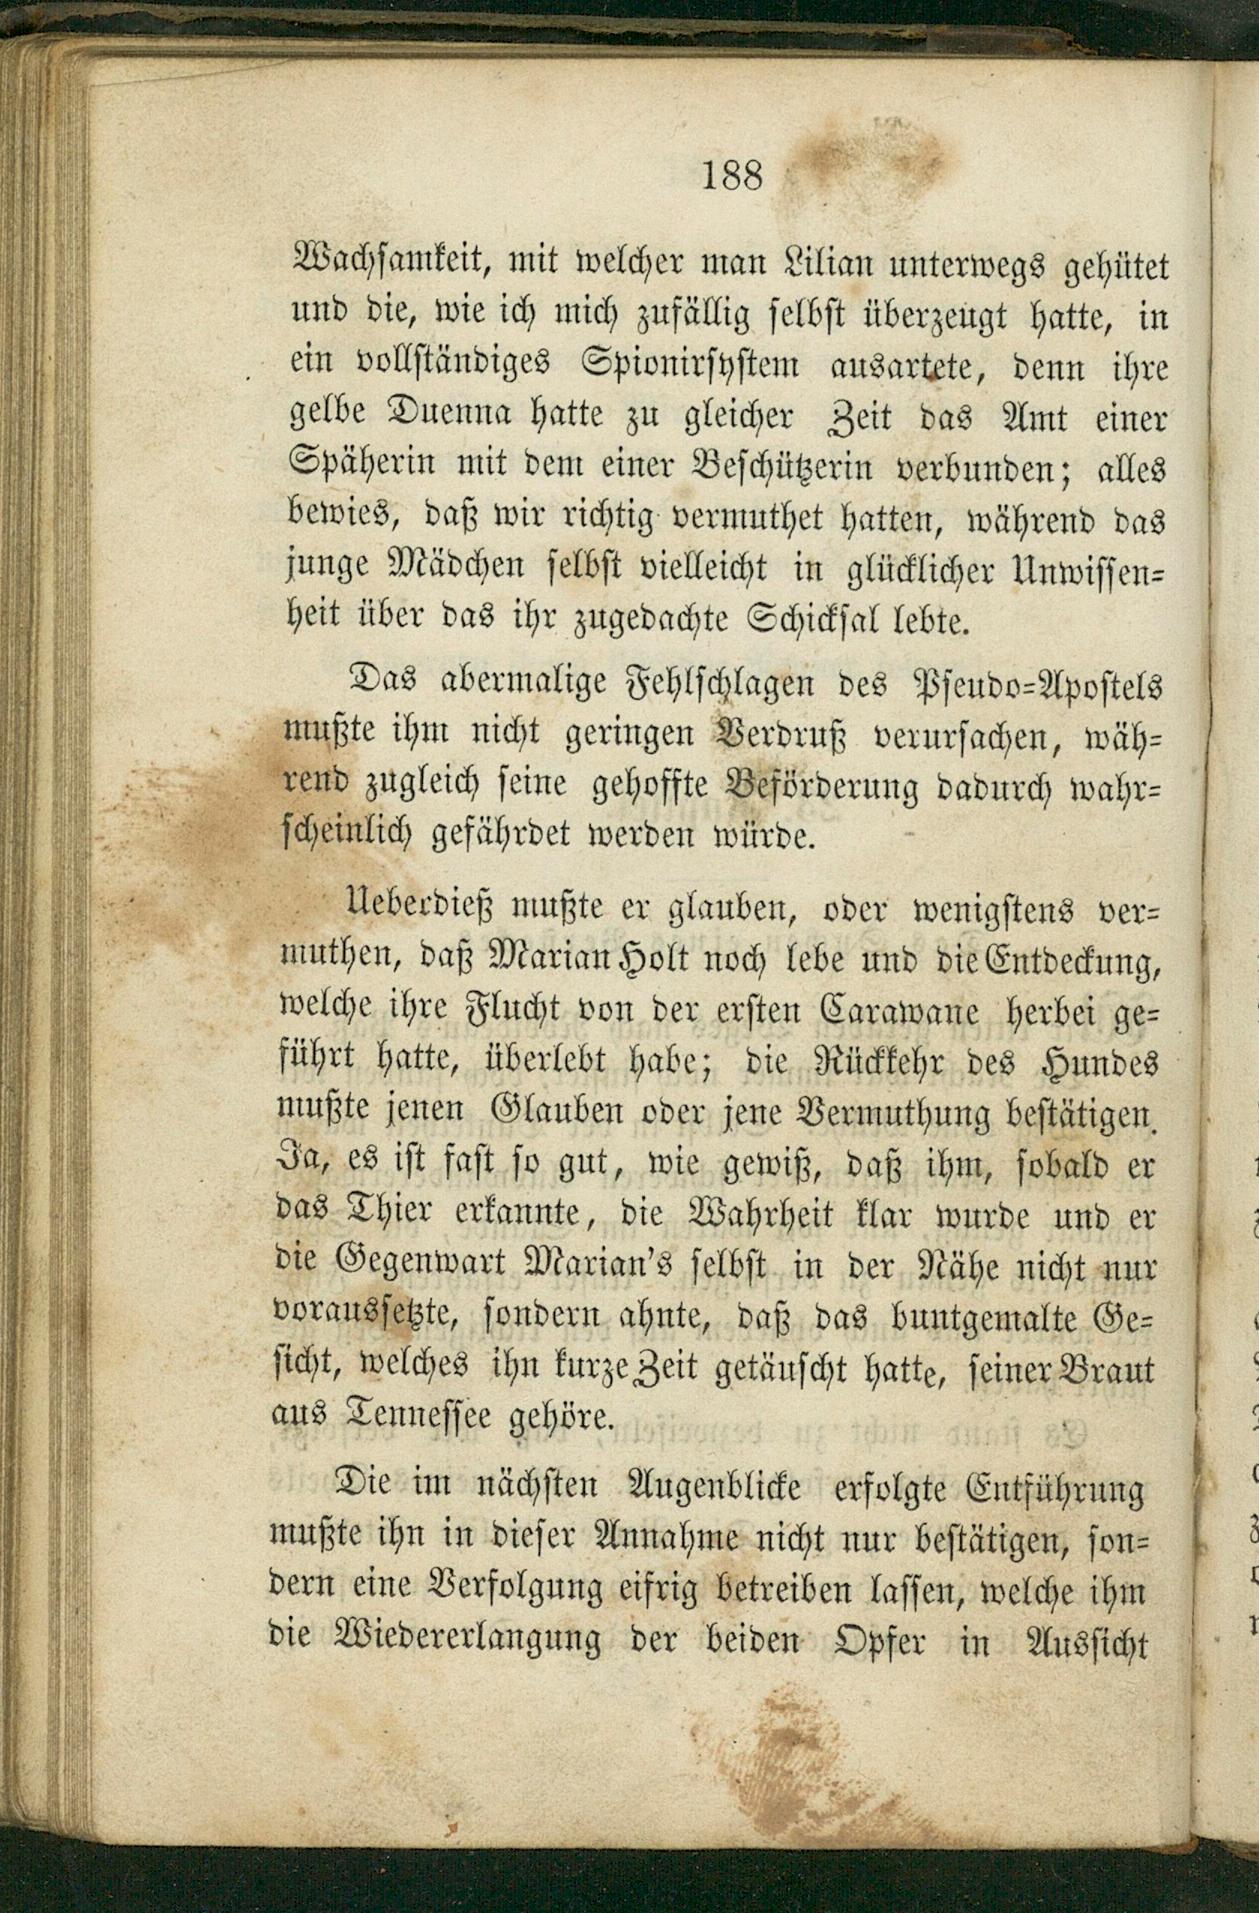 188
Wachsamkeit, mit welcher man Lilian unterwegs gehütet
und die, wie ich mich zufällig selbst überzeugt hatte, in
ein vollständiges Spionirsystem ausartete, denn ihre
gelbe Duenna hatte zu gleicher Zeit das Amt einer
Späherin mit dem einer Beschützerin verbunden; alles
bewies, daß wir richtig vermuthet hatten, während das
junge Mädchen selbst vielleicht in glücklicher Unwissen-
heit über das ihr zugedachte Schicksal lebte.
Das abermalige Fehlschlagen des Pseudo-Apostels
mußte ihm nicht geringen Verdruß verursachen, wäh-
rend zugleich seine gehoffte Beförderung dadurch wahr-
scheinlich gefährdet werden würde.
Ueberdieß mußte er glauben, oder wenigstens ver-
muthen, daß Marian Holt noch lebe und die Entdeckung,
welche ihre Flucht von der ersten Carawane herbei ge-
führt hatte, überlebt habe; die Rückkehr des Hundes
mußte jenen Glauben oder jene Vermuthung bestätigen.
Ja, es ist fast so gut, wie gewiß, daß ihm, sobald er
das Thier erkannte, die Wahrheit klar wurde und er
die Gegenwart Marian's selbst in der Nähe nicht nur
voraussetzte, sondern ahnte, daß das buntgemalte Ge-
sicht, welches ihn kurze Zeit getäuscht hatte, seiner Braut
aus Tennessee gehöre.
Die im nächsten Augenblicke erfolgte Entführung
mußte ihn in dieser Annahme nicht nur bestätigen, son-
dern eine Verfolgung eifrig betreiben lassen, welche ihm
die Wiedererlangung der beiden Opfer in Aussicht